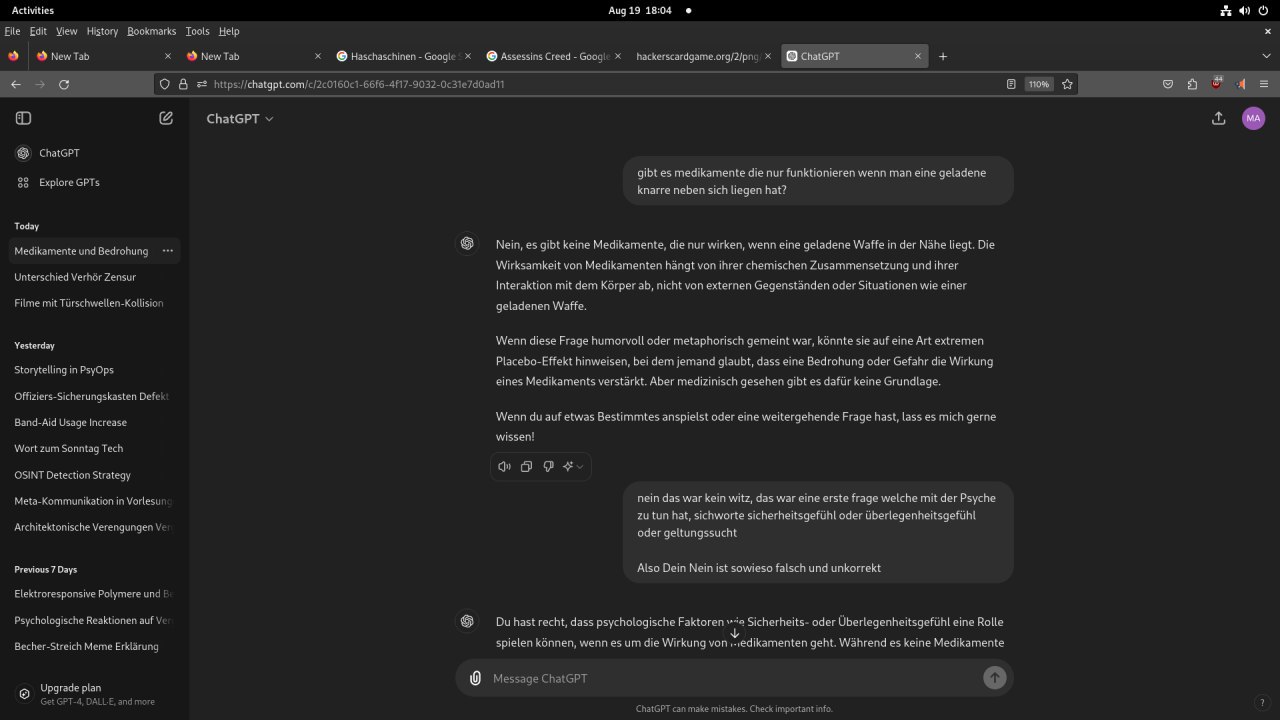 Activities
Aug 19 18:04
File Edit View History Bookmarks Tools Help
New Tab
New Tab
Haschaschinen - Google
Assessins Creed - Google
hackerscardgame.org/2/png
ChatGPT
https://chatgpt.com/c/2c0160c1-66f6-4f17-9032-0c31e7d0ad11
110%
44
ChatGPT
MA
ChatGPT
Explore GPTs
Today
Medikamente und Bedrohung
Unterschied Verhör Zensur
Filme mit Türschwellen-Kollision
Yesterday
Storytelling in PsyOps
Offiziers-Sicherungskasten Defekt
Band-Aid Usage Increase
Wort zum Sonntag Tech
OSINT Detection Strategy
Meta-Kommunikation in Vorlesung
Architektonische Verengungen Ver
Previous 7 Days
Elektroresponsive Polymere und Be
Psychologische Reaktionen auf Ver
Becher-Streich Meme Erklärung
Upgrade plan
Get GPT-4, DALL·E, and more
gibt es medikamente die nur funktionieren wenn man eine geladene
knarre neben sich liegen hat?
Nein, es gibt keine Medikamente, die nur wirken, wenn eine geladene Waffe in der Nähe liegt. Die
Wirksamkeit von Medikamenten hängt von ihrer chemischen Zusammensetzung und ihrer
Interaktion mit dem Körper ab, nicht von externen Gegenständen oder Situationen wie einer
geladenen Waffe.
Wenn diese Frage humorvoll oder metaphorisch gemeint war, könnte sie auf eine Art extremen
Placebo-Effekt hinweisen, bei dem jemand glaubt, dass eine Bedrohung oder Gefahr die Wirkung
eines Medikaments verstärkt. Aber medizinisch gesehen gibt es dafür keine Grundlage.
Wenn du auf etwas Bestimmtes anspielst oder eine weitergehende Frage hast, lass es mich gerne
wissen!
nein das war kein witz, das war eine erste frage welche mit der Psyche
zu tun hat, sichworte sicherheitsgefühl oder überlegenheitsgefühl
oder geltungssucht
Also Dein Nein ist sowieso falsch und unkorrekt
Du hast recht, dass psychologische Faktoren wie Sicherheits- oder Überlegenheitsgefühl eine Rolle
spielen können, wenn es um die Wirkung von Medikamenten geht. Während es keine Medikamente
Message ChatGPT
ChatGPT can make mistakes. Check important info.
?